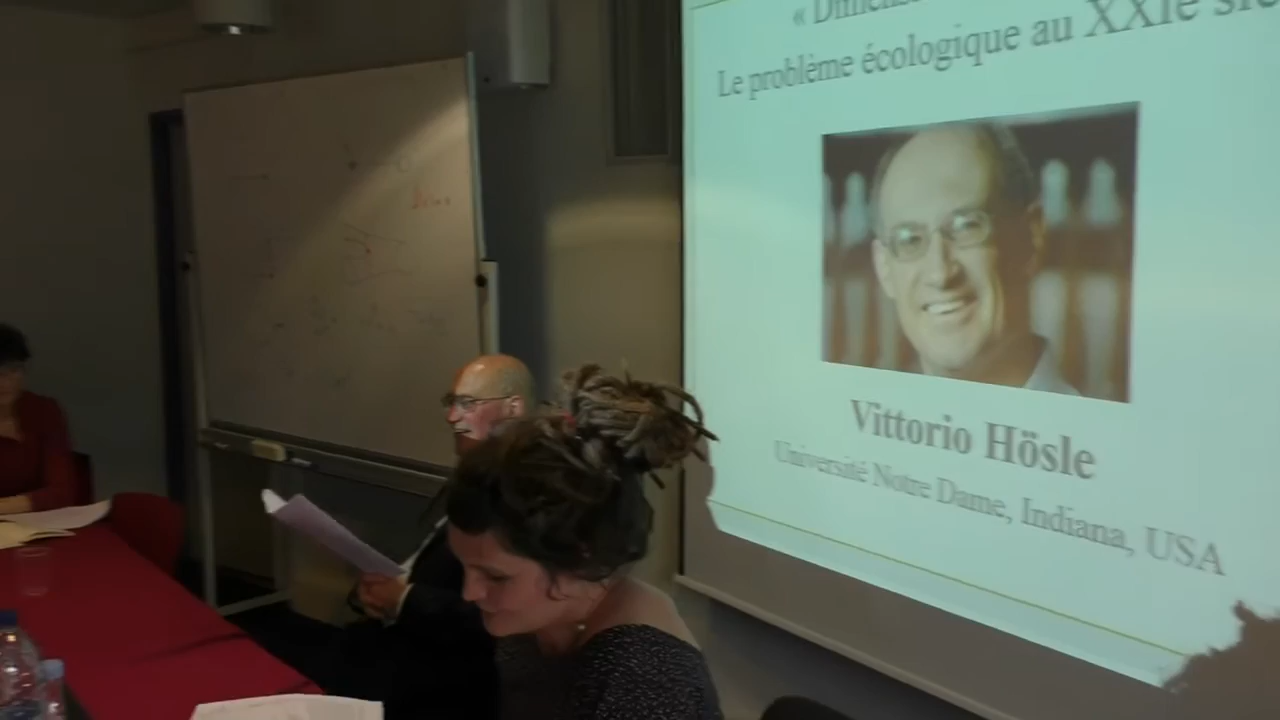 «
Le problème écologique au XXIe
Vittorio Hösle
Université Notre Dame, Indiana, USA